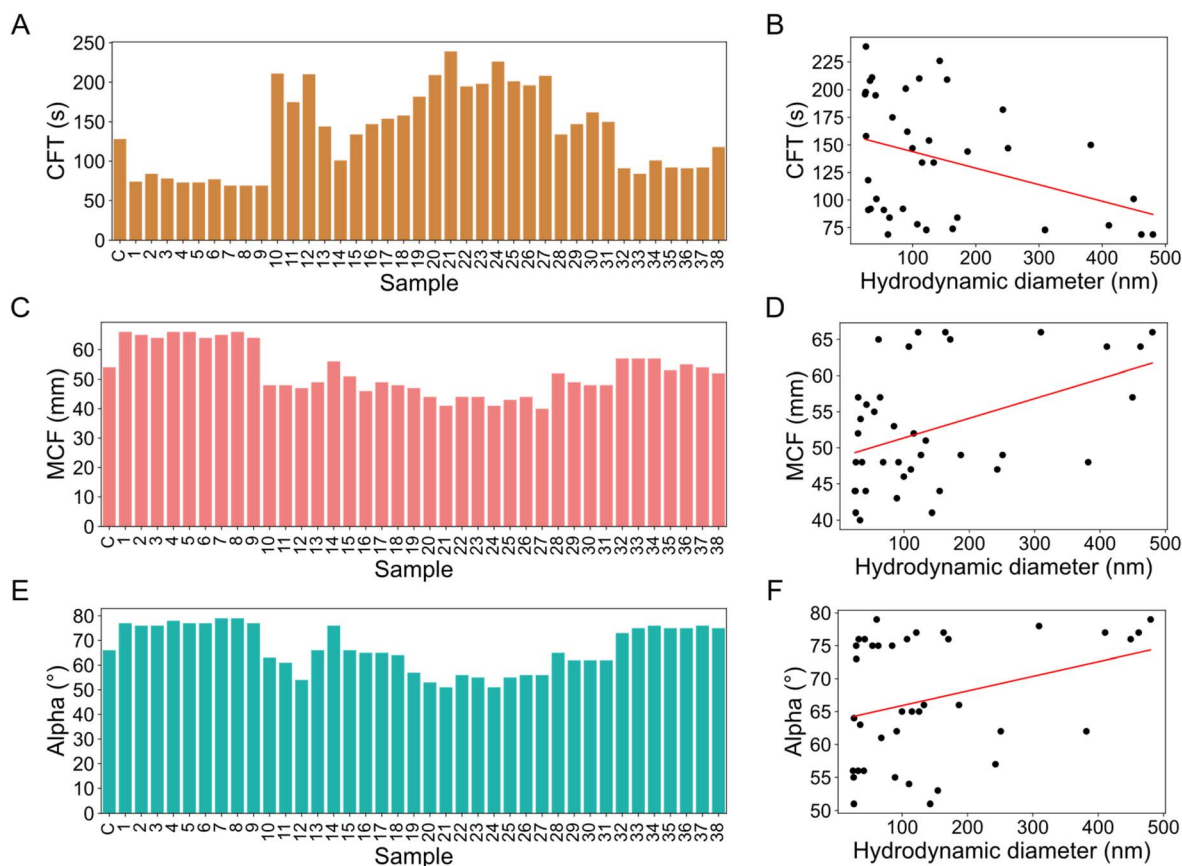 A
250
200
150
100
50
0
CFT (s)
C 1 2 3 4 5 6 7 8 9 10 11 12 13 14 15 16 17 18 19 20 21 22 23 24 25 26 27 28 29 30 31 32 33 34 35 36 37 38
Sample
B
225
200
175
150
125
100
75
CFT (s)
100 200 300 400 500
Hydrodynamic diameter (nm)
C
60
50
40
30
20
10
0
MCF (mm)
C 1 2 3 4 5 6 7 8 9 10 11 12 13 14 15 16 17 18 19 20 21 22 23 24 25 26 27 28 29 30 31 32 33 34 35 36 37 38
Sample
D
65
60
55
50
45
40
MCF (mm)
100 200 300 400 500
Hydrodynamic diameter (nm)
E
80
70
60
50
40
30
20
10
0
Alpha (°)
C 1 2 3 4 5 6 7 8 9 10 11 12 13 14 15 16 17 18 19 20 21 22 23 24 25 26 27 28 29 30 31 32 33 34 35 36 37 38
Sample
F
80
75
70
65
60
55
50
Alpha (°)
100 200 300 400 500
Hydrodynamic diameter (nm)